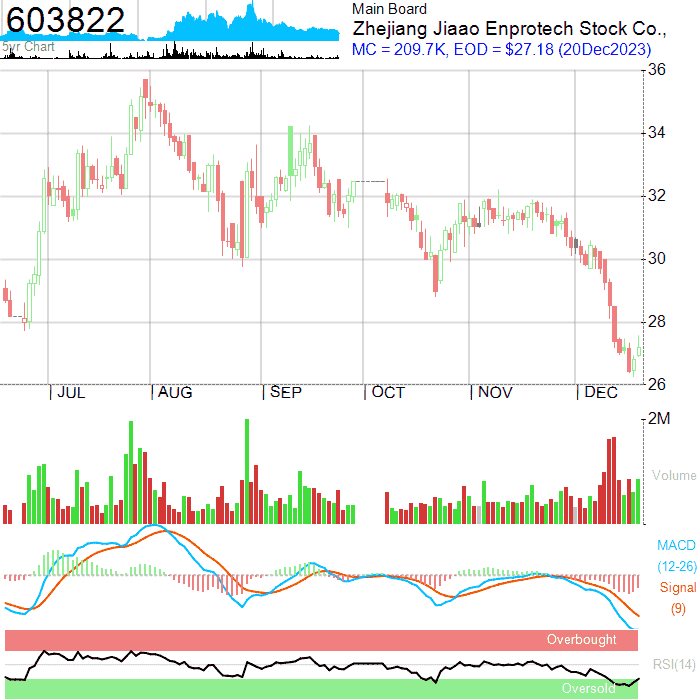 603822
5yr Chart
Main Board
Zhejiang Jiaao Enprotech Stock Co.,
MC = 209.7K, EOD = $27.18 (20Dec2023)
36
34
32
30
28
26
JUL
AUG
SEP
OCT
NOV
DEC
2M
Volume
MACD
(12-26)
Signal
(9)
Overbought
RSI(14)
Oversold